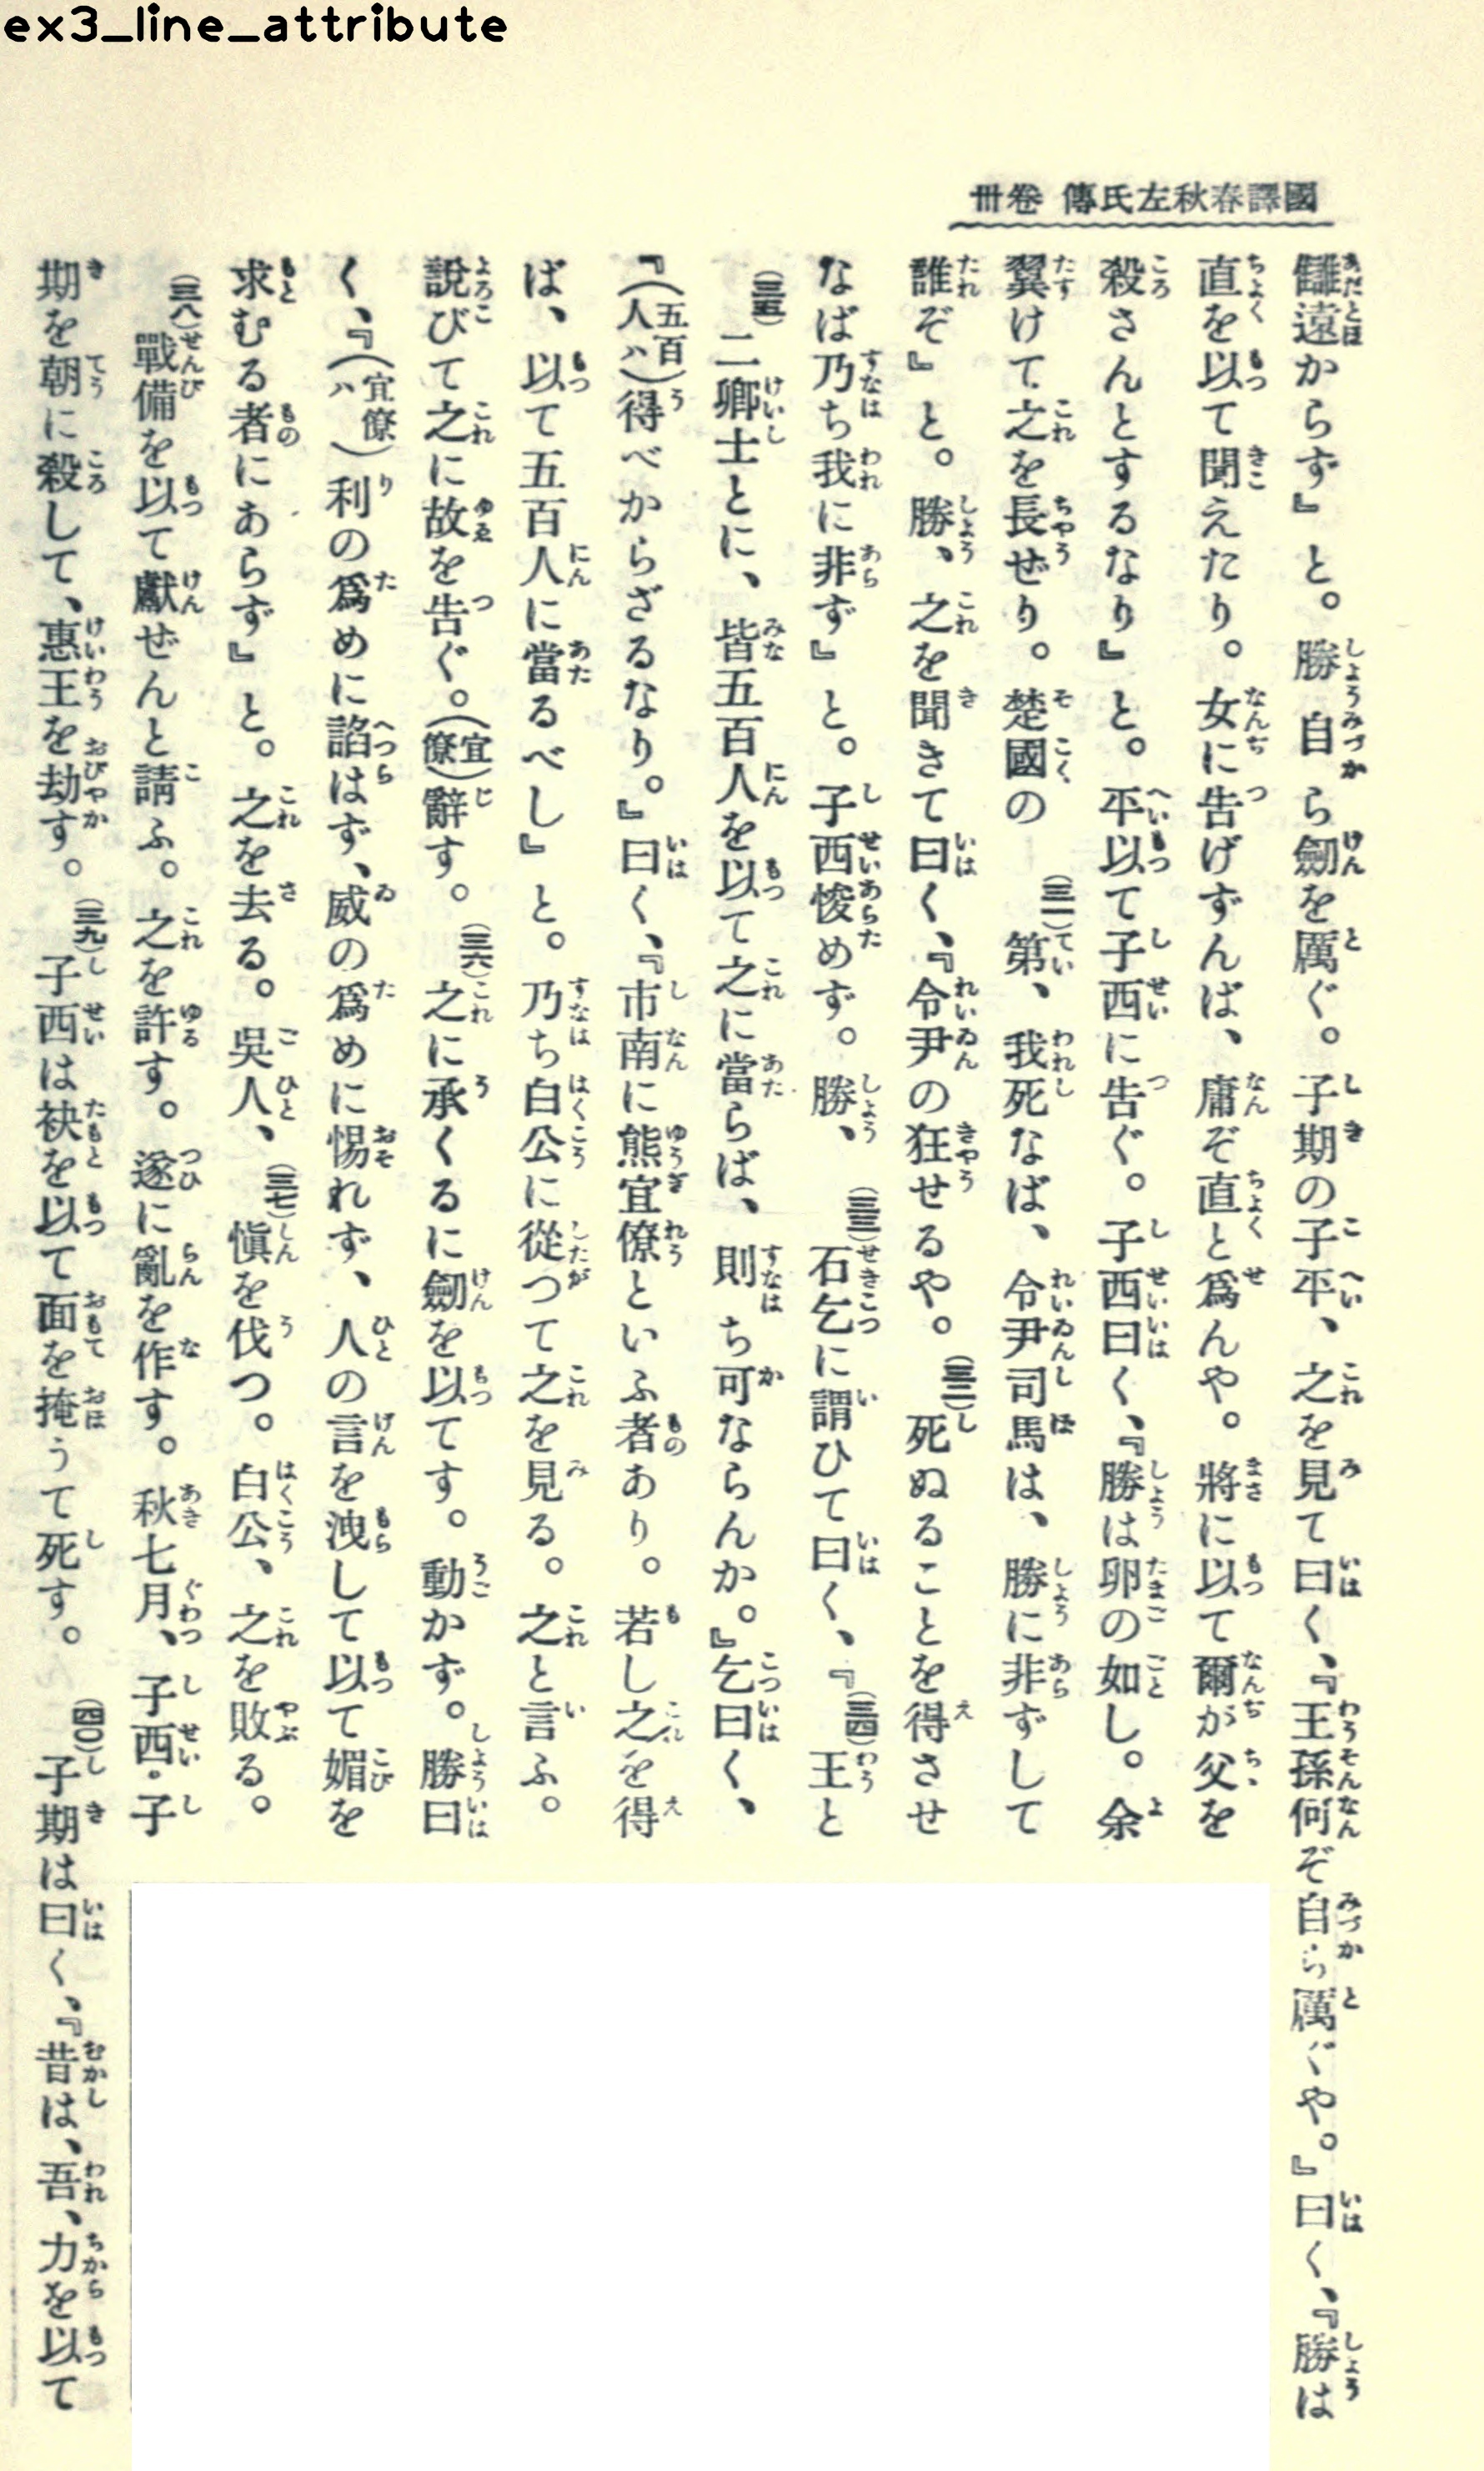 ex3_line_attribute
國譯春秋左氏傳 卷卅
讎遠からず』と。勝自ら劍を厲ぐ。子期の子平、之を見て曰く、『王孫何ぞ自ら厲ぐや。』曰く、『勝は
直を以て聞えたり。女に告げずんば、庸ぞ直と爲んや。將に以て爾が父を
殺さんとするなり』と。平以て子西に告ぐ。子西曰く、『勝は卵の如し。余
翼けて之を長ぜり。楚國の(三一)第、我死なば、令尹司馬は、勝に非ずして
誰ぞ』と。勝、之を聞きて曰く、『令尹の狂せるや。(三二)死ぬることを得させ
なば乃ち我に非ず』と。子西悛めず。勝、(三三)石乞に謂ひて曰く、『(三四)王と
(三五)二卿士とに、皆五百人を以て之に當らば、則ち可ならんか。』乞曰く、
『(五百人ハ)得べからざるなり。』曰く、『市南に熊宜僚といふ者あり。若し之を得
ば、以て五百人に當るべし』と。乃ち白公に從つて之を見る。之と言ふ。
說びて之に故を告ぐ。(宜僚)辭す。(三六)之に承くるに劍を以てす。動かず。勝曰
く、『(宜僚ハ)利の爲めに諂はず、威の爲めに惕れず、人の言を洩して以て媚を
求むる者にあらず』と。之を去る。吳人、(三七)愼を伐つ。白公、之を敗る。
(三八)戰備を以て獻ぜんと請ふ。之を許す。遂に亂を作す。秋七月、子西・子
期を朝に殺して、惠王を劫す。(三九)子西は袂を以て面を掩うて死す。(四〇)子期は曰く、『昔は、吾、力を以て